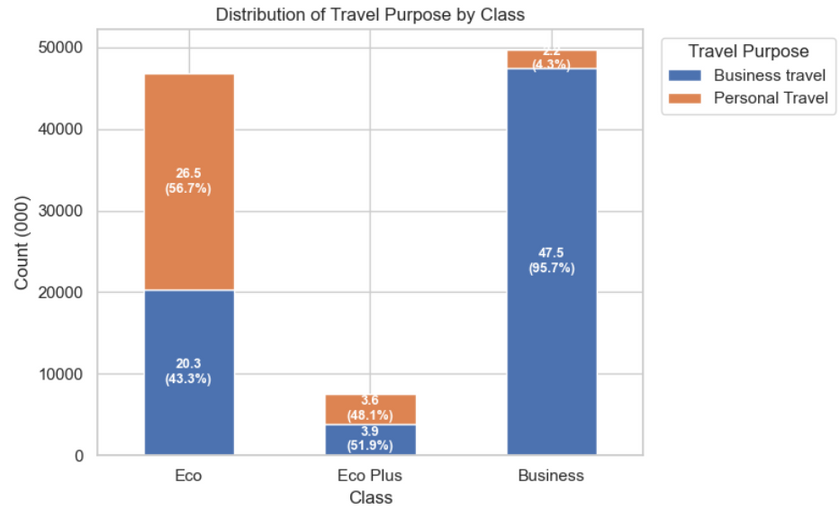 Distribution of Travel Purpose by Class
Count (000)
50000
40000
30000
20000
10000
0
26.5
(56.7%)
20.3
(43.3%)
3.6
(48.1%)
3.9
(51.9%)
2.2
(4.3%)
47.5
(95.7%)
Eco
Eco Plus
Business
Class
Travel Purpose
Business travel
Personal Travel